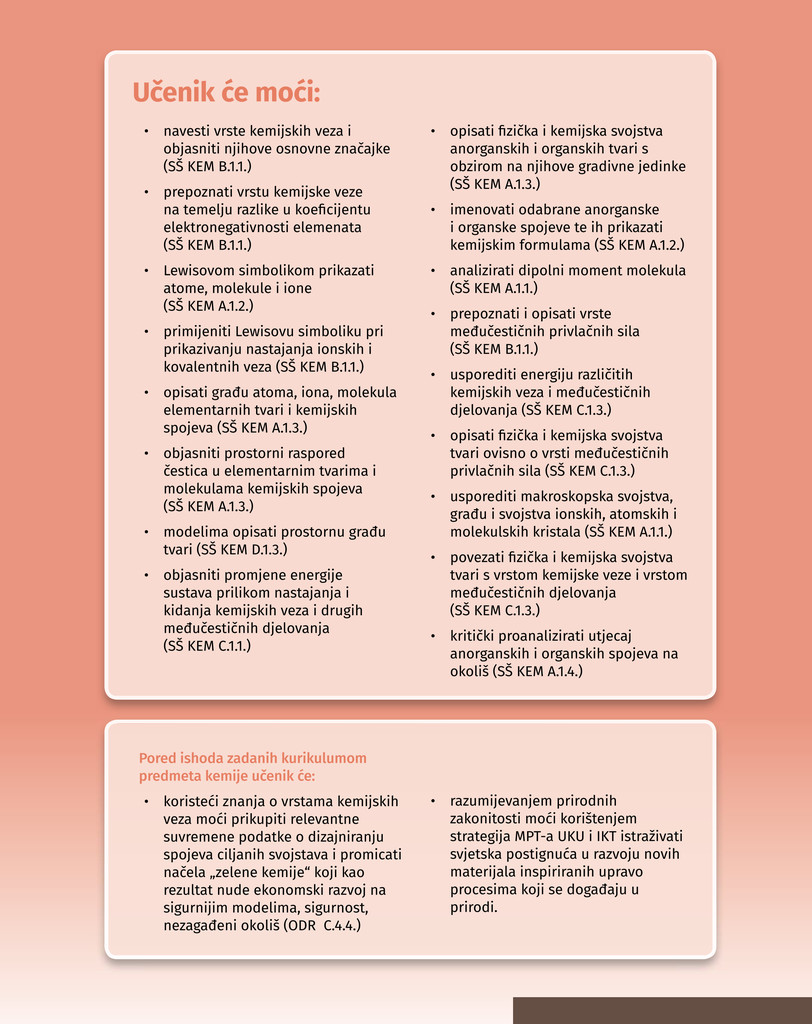 Učenik će moći:
• navesti vrste kemijskih veza i
objasniti njihove osnovne značajke
(SŠ KEM B.1.1.)
• prepoznati vrstu kemijske veze
na temelju razlike u koeficijentu
elektronegativnosti elemenata
(SŠ KEM B.1.1.)
• Lewisovom simbolikom prikazati
atome, molekule i ione
(SŠ KEM A.1.2.)
• primijeniti Lewisovu simboliku pri
prikazivanju nastajanja ionskih i
kovalentnih veza (SŠ KEM B.1.1.)
• opisati građu atoma, iona, molekula
elementarnih tvari i kemijskih
spojeva (SŠ KEM A.1.3.)
• objasniti prostorni raspored
čestica u elementarnim tvarima i
molekulama kemijskih spojeva
(SŠ KEM A.1.3.)
• modelima opisati prostornu građu
tvari (SŠ KEM D.1.3.)
• objasniti promjene energije
sustava prilikom nastajanja i
kidanja kemijskih veza i drugih
međučestičnih djelovanja
(SŠ KEM C.1.1.)
• opisati fizička i kemijska svojstva
anorganskih i organskih tvari s
obzirom na njihove gradivne jedinke
(SŠ KEM A.1.3.)
• imenovati odabrane anorganske
i organske spojeve te ih prikazati
kemijskim formulama (SŠ KEM A.1.2.)
• analizirati dipolni moment molekula
(SŠ KEM A.1.1.)
• prepoznati i opisati vrste
međučestičnih privlačnih sila
(SŠ KEM B.1.1.)
• usporediti energiju različitih
kemijskih veza i međučestičnih
djelovanja (SŠ KEM C.1.3.)
• opisati fizička i kemijska svojstva
tvari ovisno o vrsti međučestičnih
privlačnih sila (SŠ KEM C.1.3.)
• usporediti makroskopska svojstva,
građu i svojstva ionskih, atomskih i
molekulskih kristala (SŠ KEM A.1.1.)
• povezati fizička i kemijska svojstva
tvari s vrstom kemijske veze i vrstom
međučestičnih djelovanja
(SŠ KEM C.1.3.)
• kritički proanalizirati utjecaj
anorganskih i organskih spojeva na
okoliš (SŠ KEM A.1.4.)
Pored ishoda zadanih kurikulumom
predmeta kemije učenik će:
• koristeći znanja o vrstama kemijskih
veza moći prikupiti relevantne
suvremene podatke o dizajniranju
spojeva ciljanih svojstava i promicati
načela „zelene kemije“ koji kao
rezultat nude ekonomski razvoj na
sigurnijim modelima, sigurnost,
nezagađeni okoliš (ODR C.4.4.)
• razumijevanjem prirodnih
zakonitosti moći korištenjem
strategija MPT-a UKU i IKT istraživati
svjetska postignuća u razvoju novih
materijala inspiriranih upravo
procesima koji se događaju u
prirodi.